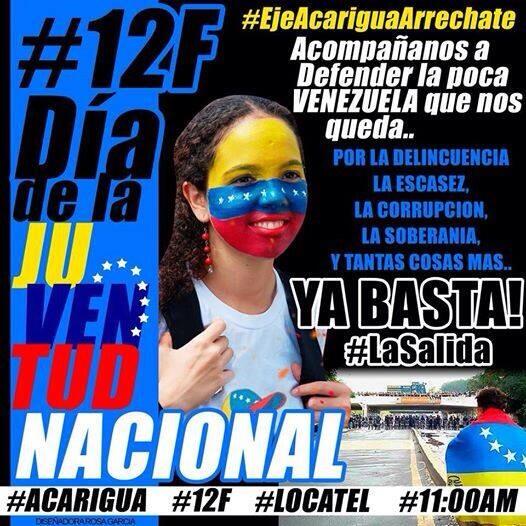 #12F
Día
de la
JU
VEN
TUD
NACIONAL
#EjeAcariguaArrechate
Acompañanos a
Defender la poca
VENEZUELA que nos
queda..
POR LA DELINCUENCIA
LA ESCASEZ,
LA CORRUPCION,
LA SOBERANIA,
Y TANTAS COSAS MAS..
YA BASTA!
#LaSalida
#ACARIGUA #12F #LOCATEL #11:00AM
DISEÑADORA ROSA GARCIA